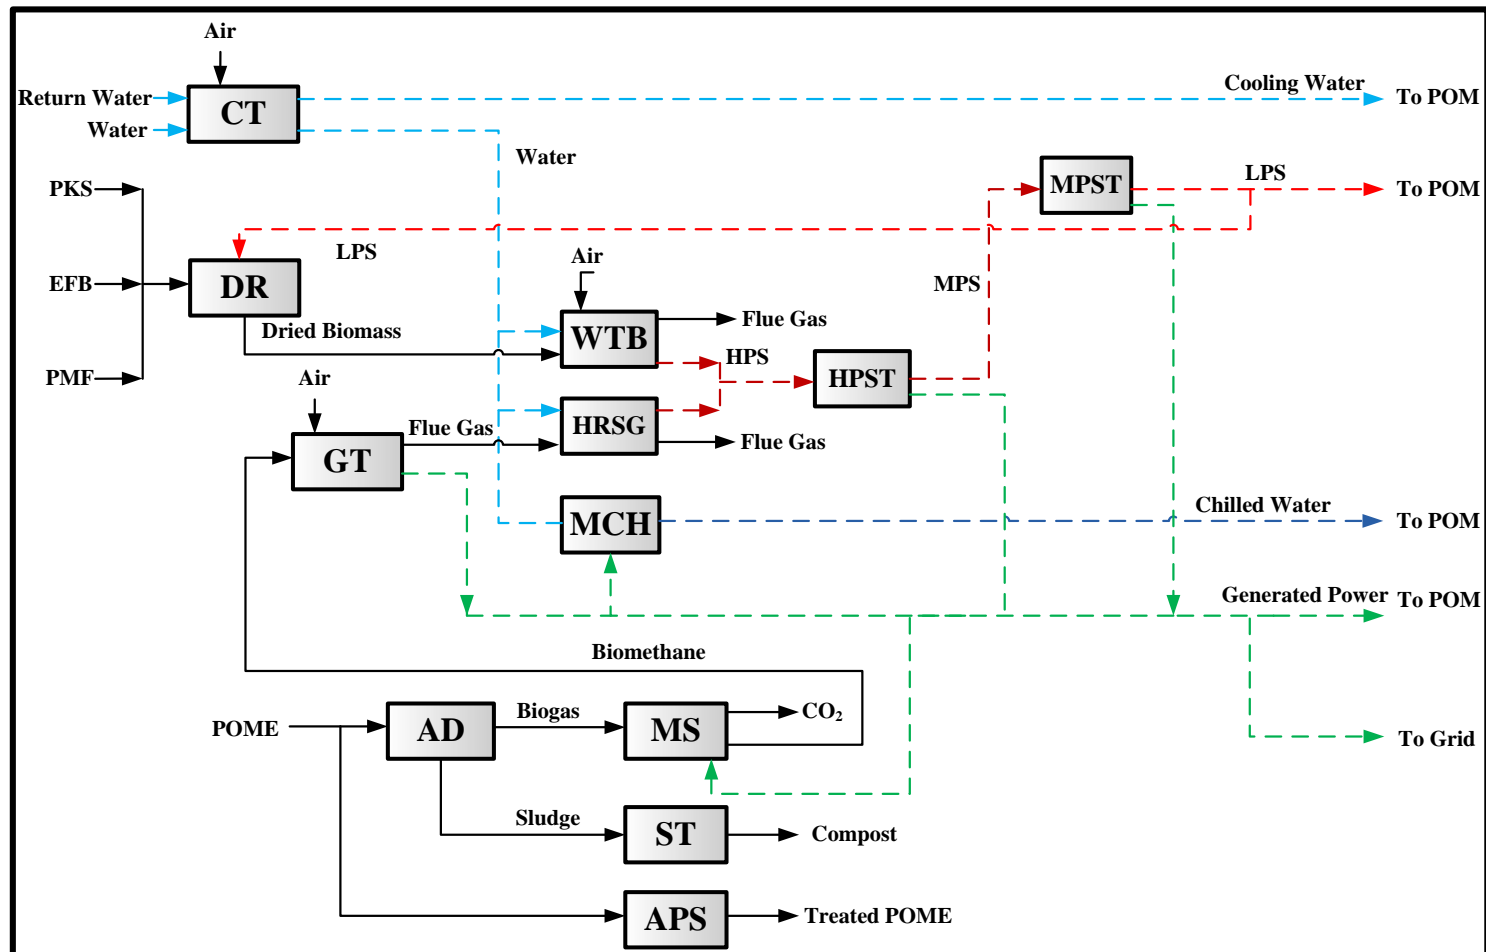 Air
Return Water
CT
Cooling Water
To POM
Water
Water
MPST
LPS
To POM
PKS
LPS
DR
EFB
Air
MPS
Dried Biomass
WTB
Flue Gas
HPS
PMF
Air
HPST
Flue Gas
HRSG
Flue Gas
GT
MCH
Chilled Water
To POM
Generated Power
To POM
Biomethane
POME
AD
Biogas
MS
CO₂
To Grid
Sludge
ST
Compost
APS
Treated POME